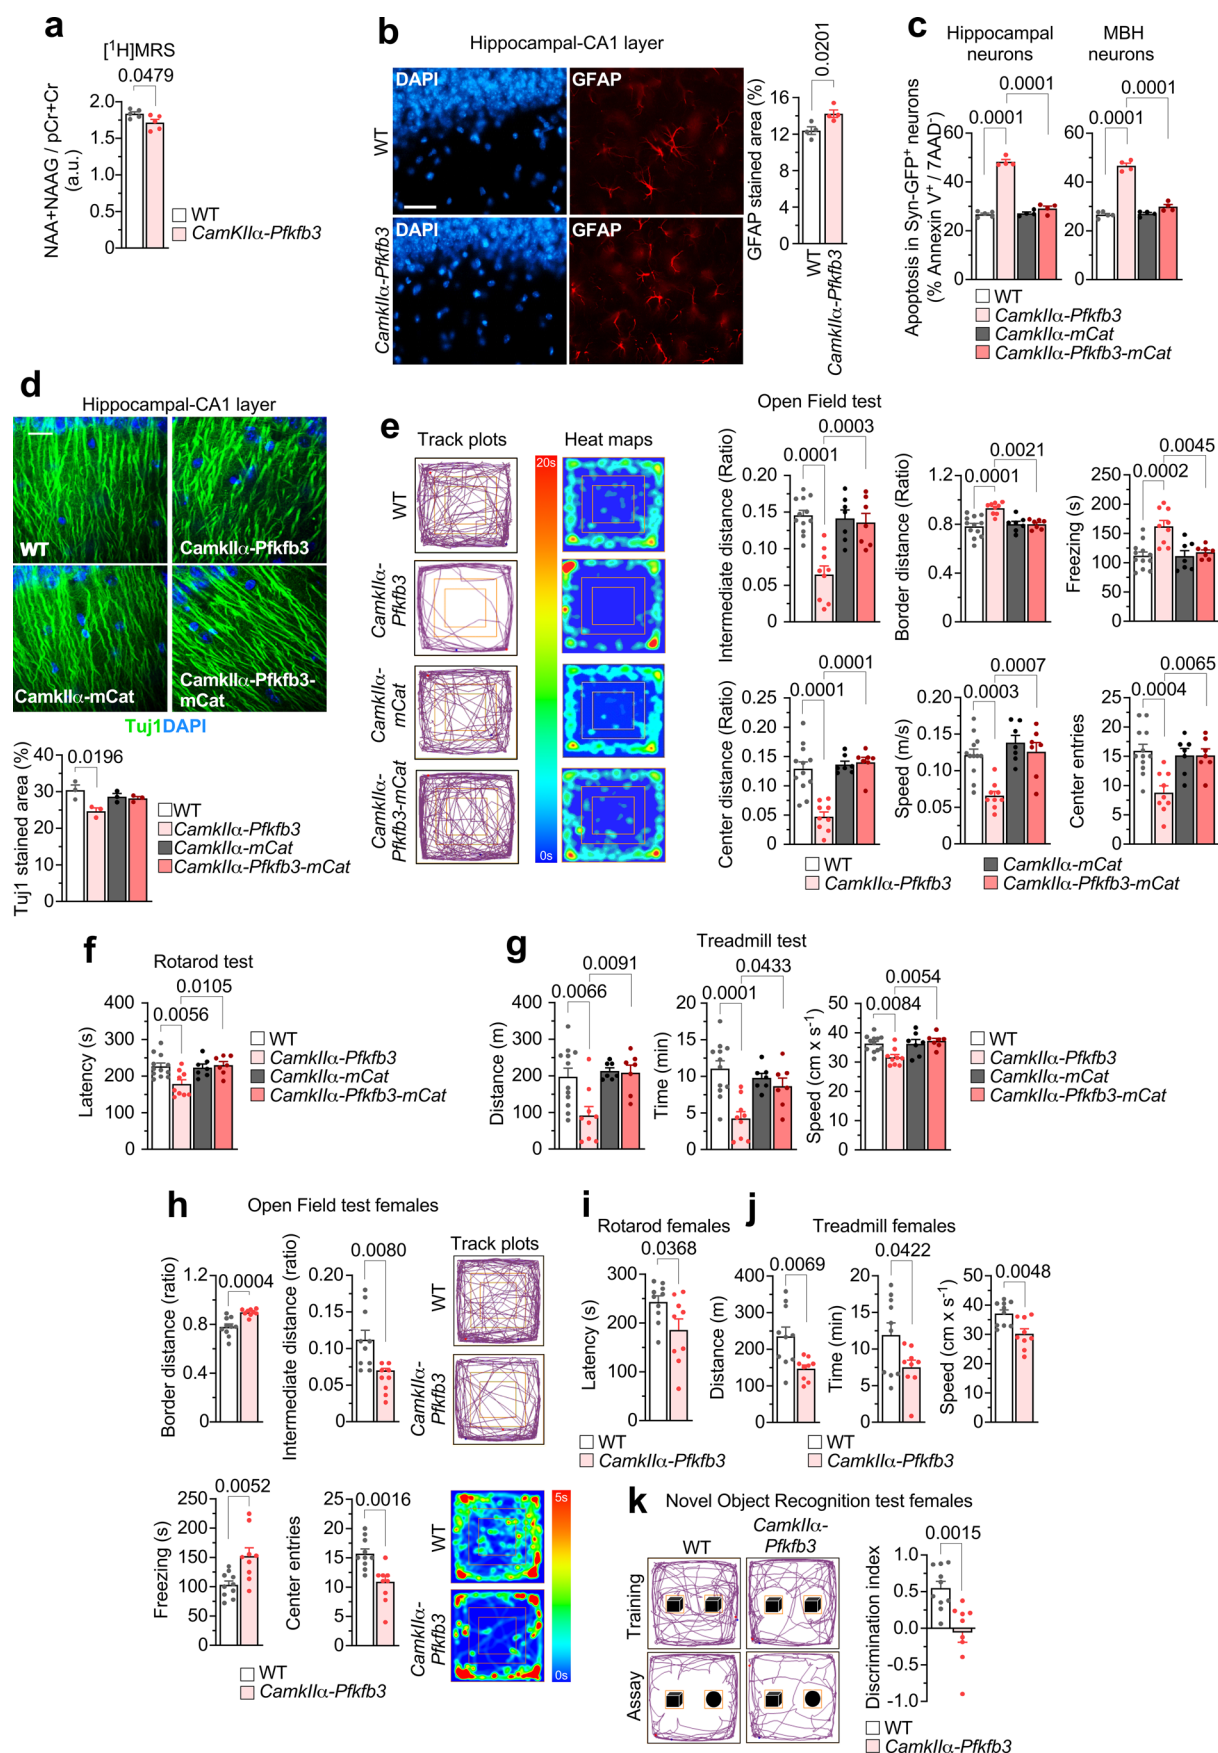 a
[¹H]MRS
0.0479
NAA+NAAG / pCr+Cr
(a.u.)
2.0
1.5
1.0
0.5
0
WT
CamKIIα-Pfkfb3
b
Hippocampal-CA1 layer
DAPI
GFAP
WT
DAPI
GFAP
CamkIIα-Pfkfb3
0.0201
GFAP stained area (%)
16
12
8
4
0
WT
CamkIIα-Pfkfb3
c
Hippocampal
neurons
MBH
neurons
0.0001
0.0001
0.0001
0.0001
Apoptosis in Syn-GFP⁺ neurons
(% Annexin V⁺ / 7AAD⁻)
60
40
20
0
60
40
20
0
WT
CamkIIα-Pfkfb3
CamkIIα-mCat
CamkIIα-Pfkfb3-mCat
d
Hippocampal-CA1 layer
WT
CamkIIα-Pfkfb3
CamkIIα-mCat
CamkIIα-Pfkfb3-
mCat
Tuj1DAPI
Tuj1 stained area (%)
40
30
20
10
0
0.0196
WT
CamkIIα-Pfkfb3
CamkIIα-mCat
CamkIIα-Pfkfb3-mCat
e
Track plots
Heat maps
WT
CamkIIα-
Pfkfb3
CamkIIα-
mCat
CamkIIα-
Pfkfb3-mCat
20s
0s
Open Field test
Intermediate distance (Ratio)
0.20
0.15
0.10
0.05
0
0.0001
0.0003
Border distance (Ratio)
1.2
0.8
0.4
0
0.0001
0.0021
Freezing (s)
250
200
150
100
50
0
0.0002
0.0045
Center distance (Ratio)
0.20
0.15
0.10
0.05
0
0.0001
0.0001
Speed (m/s)
0.20
0.15
0.10
0.05
0
0.0003
0.0007
Center entries
25
20
15
10
5
0
0.0004
0.0065
WT
CamkIIα-Pfkfb3
CamkIIα-mCat
CamkIIα-Pfkfb3-mCat
f
Rotarod test
0.0105
0.0056
Latency (s)
400
300
200
100
0
WT
CamkIIα-Pfkfb3
CamkIIα-mCat
CamkIIα-Pfkfb3-mCat
g
Treadmill test
Distance (m)
400
300
200
100
0
0.0066
0.0091
Time (min)
20
15
10
5
0
0.0001
0.0433
Speed (cm x s⁻¹)
50
40
30
20
10
0
0.0084
0.0054
WT
CamkIIα-Pfkfb3
CamkIIα-mCat
CamkIIα-Pfkfb3-mCat
h
Open Field test females
Border distance (ratio)
1.2
0.8
0.4
0
0.0004
Intermediate distance (ratio)
0.20
0.15
0.10
0.05
0
0.0080
Track plots
WT
CamkIIα-
Pfkfb3
Freezing (s)
250
200
150
100
50
0
0.0052
Center entries
25
20
15
10
5
0
0.0016
WT
CamkIIα-
Pfkfb3
5s
0s
WT
CamkIIα-Pfkfb3
i
Rotarod females
0.0368
Latency (s)
300
200
100
0
WT
CamkIIα-Pfkfb3
j
Treadmill females
Distance (m)
400
300
200
100
0
0.0069
Time (min)
20
15
10
5
0
0.0422
Speed (cm x s⁻¹)
50
40
30
20
10
0
0.0048
WT
CamkIIα-Pfkfb3
k
Novel Object Recognition test females
WT
CamkIIα-
Pfkfb3
Training
Assay
0.0015
Discrimination index
1.0
0.5
0.0
-0.5
-1.0
WT
CamkIIα-Pfkfb3